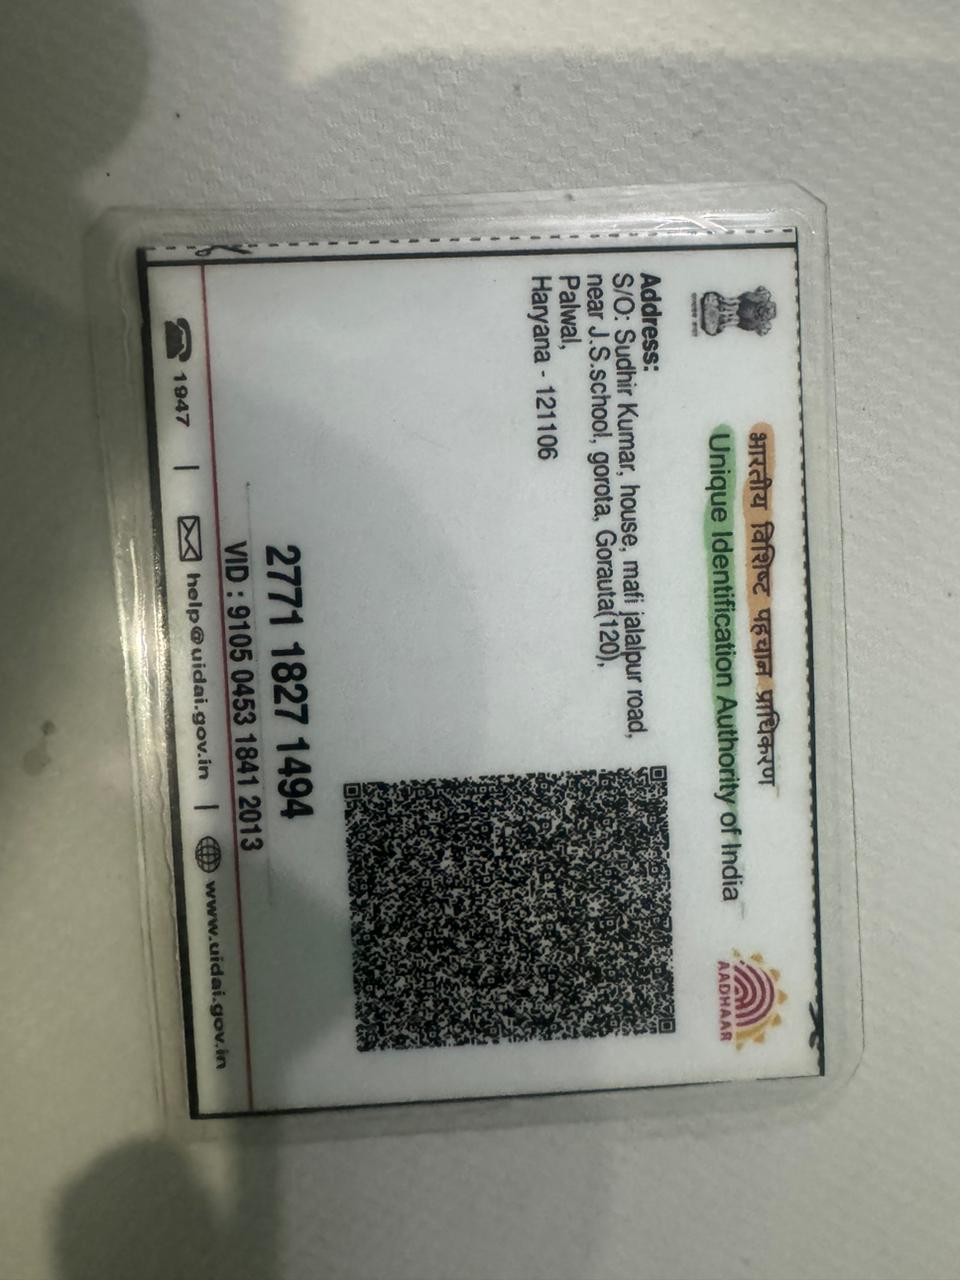 भारतीय विशिष्ट पहचान प्राधिकरण
Unique Identification Authority of India
AADHAAR
Address:
S/O: Sudhir Kumar, house, mafi jalalpur road,
near J.S.school, gorota, Gorauta(120),
Palwal,
Haryana - 121106
2771 1827 1494
VID : 9105 0453 1841 2013
1947 | help@uidai.gov.in | www.uidai.gov.in